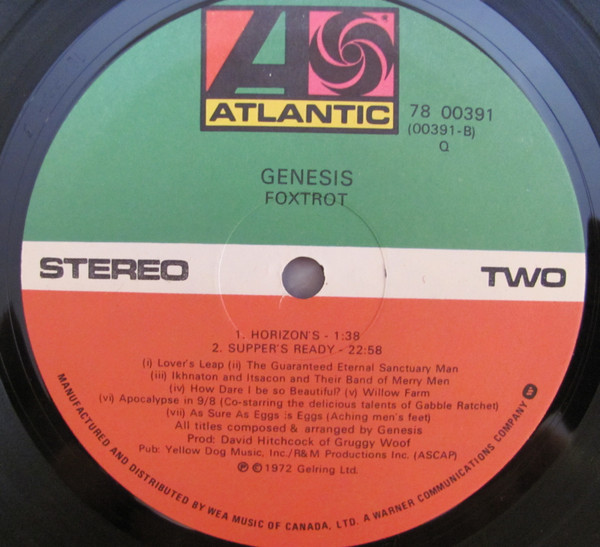 ATLANTIC
78 00391
(00391-B)
Q
GENESIS
FOXTROT
STEREO
TWO
1. HORIZON'S - 1:38
2. SUPPER'S READY - 22:58
(i) Lover's Leap (ii) The Guaranteed Eternal Sanctuary Man
(iii) Ikhnaton and Itsacon and Their Band of Merry Men
(iv) How Dare I be so Beautiful? (v) Willow Farm
(vi) Apocalypse in 9/8 (Co-starring the delicious talents of Gabble Ratchet)
(vii) As Sure As Eggs is Eggs (Aching men's feet)
All titles composed & arranged by Genesis
Prod: David Hitchcock of Gruggy Woof
Pub: Yellow Dog Music, Inc./R&M Productions Inc. (ASCAP)
℗ © 1972 Gelring Ltd.
MANUFACTURED AND DISTRIBUTED BY WEA MUSIC OF CANADA, LTD. A WARNER COMMUNICATIONS COMPANY